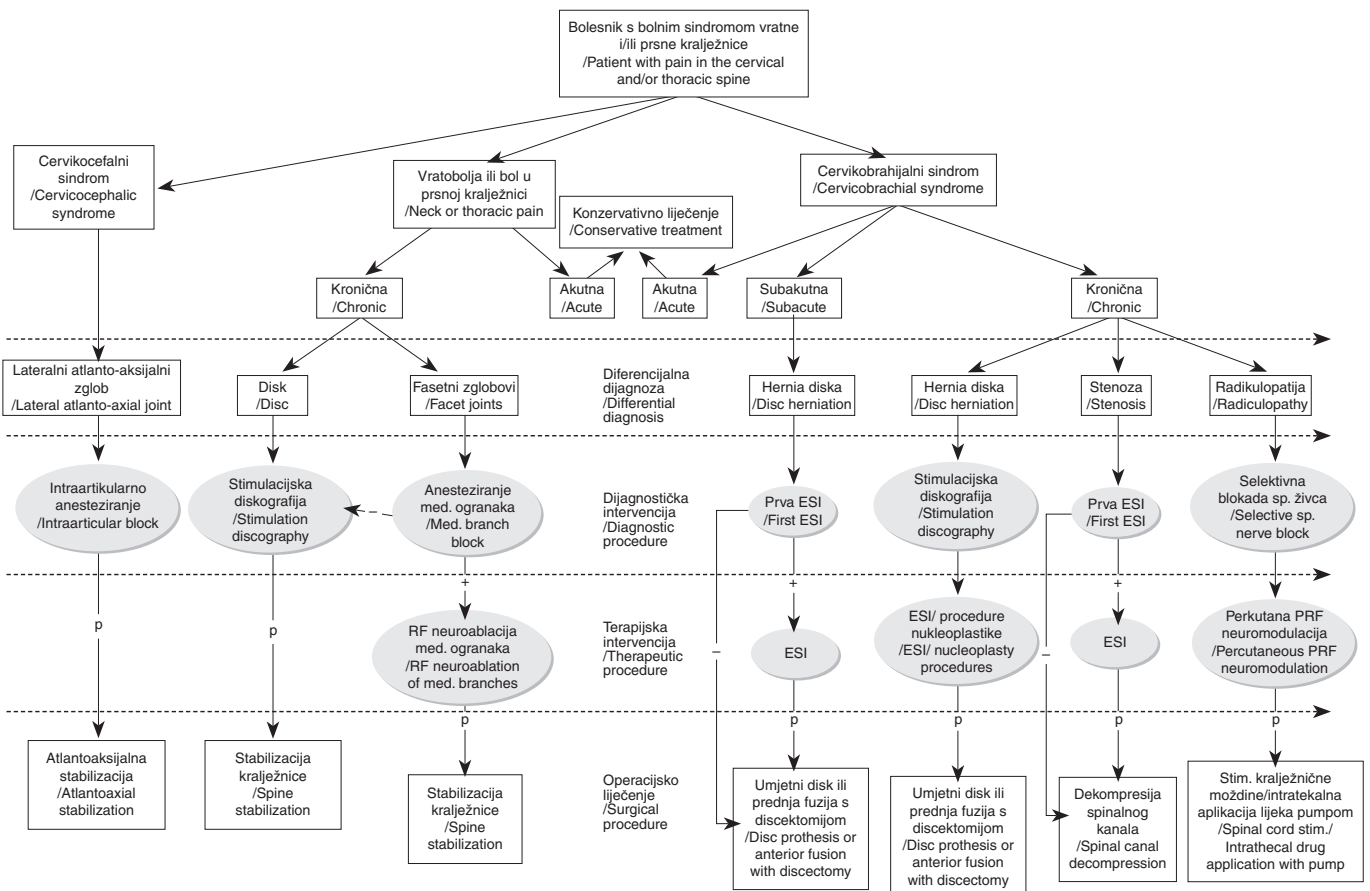 Bolesnik s bolnim sindromom vratne
i/ili prsne kralježnice
/Patient with pain in the cervical
and/or thoracic spine
Cervikocefalni
sindrom
/Cervicocephalic
syndrome
Vratobolja ili bol u
prsnoj kralježnici
/Neck or thoracic pain
Konzervativno liječenje
/Conservative treatment
Cervikobrahijalni sindrom
/Cervicobrachial syndrome
Kronična
/Chronic
Akutna
/Acute
Akutna
/Acute
Subakutna
/Subacute
Kronična
/Chronic
Lateralni atlanto-aksijalni
zglob
/Lateral atlanto-axial joint
Disk
/Disc
Fasetni zglobovi
/Facet joints
Diferencijalna
dijagnoza
/Differential
diagnosis
Hernia diska
/Disc herniation
Hernia diska
/Disc herniation
Stenoza
/Stenosis
Radikulopatija
/Radiculopathy
Intraartikularno
anesteziranje
/Intraarticular block
Stimulacijska
diskografija
/Stimulation
discography
Anesteziranje
med. ogranaka
/Med. branch
block
Dijagnostička
intervencija
/Diagnostic
procedure
Prva ESI
/First ESI
Stimulacijska
diskografija
/Stimulation
discography
Prva ESI
/First ESI
Selektivna
blokada sp. živca
/Selective sp.
nerve block
+
+
+
p
p
RF neuroablacija
med. ogranaka
/RF neuroablation
of med. branches
Terapijska
intervencija
/Therapeutic
procedure
–
ESI
ESI/ procedure
nukleoplastike
/ESI/ nucleoplasty
procedures
–
ESI
Perkutana PRF
neuromodulacija
/Percutaneous PRF
neuromodulation
p
p
p
p
p
Atlantoaksijalna
stabilizacija
/Atlantoaxial
stabilization
Stabilizacija
kralježnice
/Spine
stabilization
Stabilizacija
kralježnice
/Spine
stabilization
Operacijsko
liječenje
/Surgical
procedure
Umjetni disk ili
prednja fuzija s
discektomijom
/Disc prothesis or
anterior fusion
with discectomy
Umjetni disk ili
prednja fuzija s
discektomijom
/Disc prothesis or
anterior fusion
with discectomy
Dekompresija
spinalnog
kanala
/Spinal canal
decompression
Stim. kralježnične
moždine/intratekalna
aplikacija lijeka pumpom
/Spinal cord stim./
Intrathecal drug
application with pump